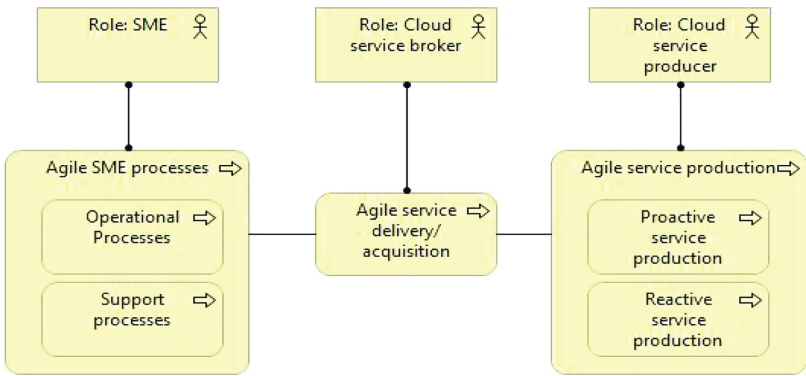 Role: SME
Role: Cloud
service broker
Role: Cloud
service
producer
Agile SME processes
Operational
Processes
Support
processes
Agile service
delivery/
acquisition
Agile service production
Proactive
service
production
Reactive
service
production